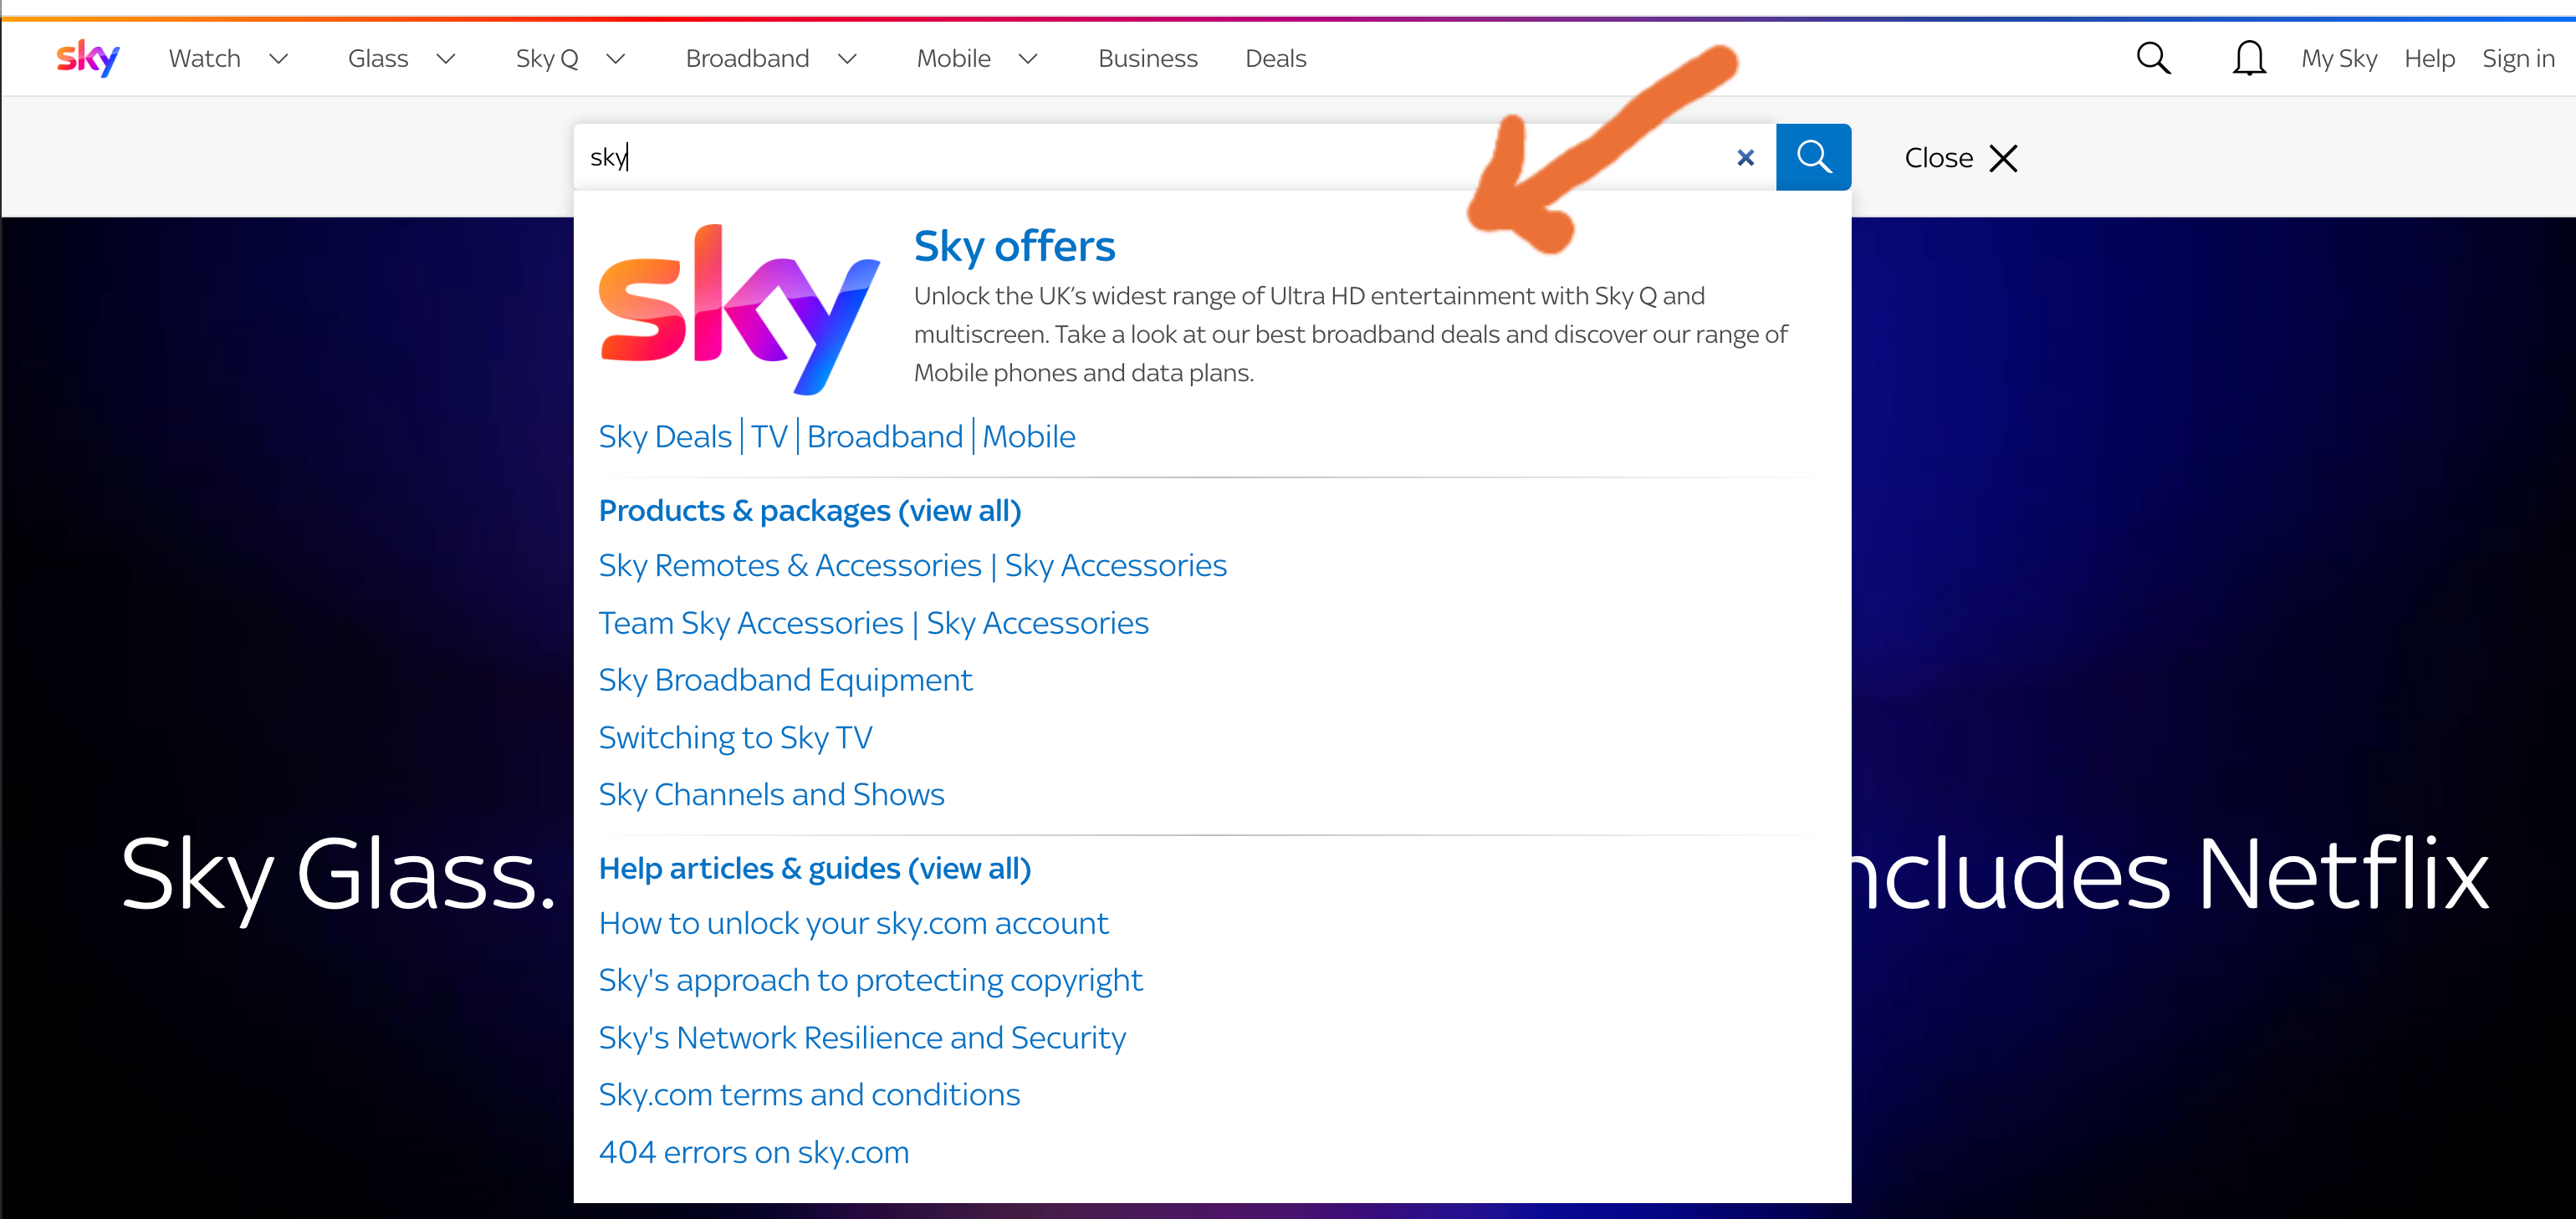 sky Watch Glass Sky Q Broadband Mobile Business Deals My Sky Help Sign in
sky Close
sky
Sky offers
Unlock the UK’s widest range of Ultra HD entertainment with Sky Q and
multiscreen. Take a look at our best broadband deals and discover our range of
Mobile phones and data plans.
Sky Deals | TV | Broadband | Mobile
Products & packages (view all)
Sky Remotes & Accessories | Sky Accessories
Team Sky Accessories | Sky Accessories
Sky Broadband Equipment
Switching to Sky TV
Sky Channels and Shows
Help articles & guides (view all)
How to unlock your sky.com account
Sky's approach to protecting copyright
Sky's Network Resilience and Security
Sky.com terms and conditions
404 errors on sky.com
Sky Glass. ncludes Netflix